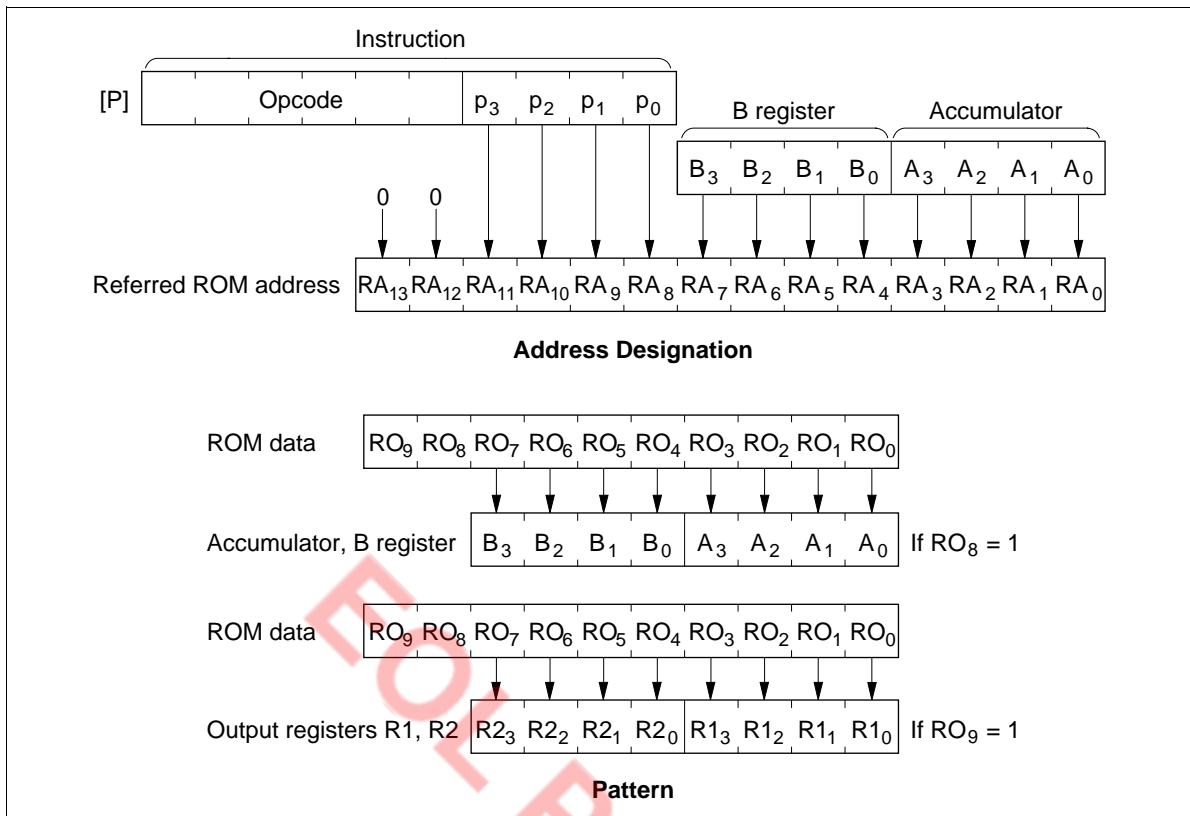 Instruction
[P] Opcode p3 p2 p1 p0
B register Accumulator
B3 B2 B1 B0 A3 A2 A1 A0
0 0
Referred ROM address RA13 RA12 RA11 RA10 RA9 RA8 RA7 RA6 RA5 RA4 RA3 RA2 RA1 RA0
Address Designation
ROM data RO9 RO8 RO7 RO6 RO5 RO4 RO3 RO2 RO1 RO0
Accumulator, B register B3 B2 B1 B0 A3 A2 A1 A0 If RO8 = 1
ROM data RO9 RO8 RO7 RO6 RO5 RO4 RO3 RO2 RO1 RO0
Output registers R1, R2 R23 R22 R21 R20 R13 R12 R11 R10 If RO9 = 1
Pattern
EOL